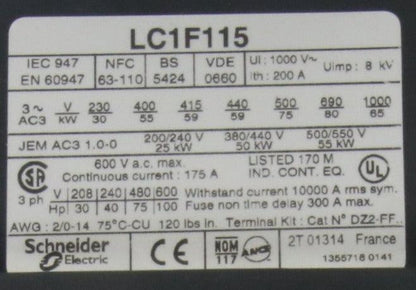 LC1F115
IEC 947 NFC BS VDE Ui : 1000 V~ Uimp : 8 kV
EN 60947 63-110 5424 0660 Ith : 200 A
3~ V 230 400 415 440 500 690 1000
AC3 kW 30 55 59 59 75 80 65
JEM AC3 1.0-0 200/240 V 380/440 V 500/550 V
25 kW 50 kW 55 kW
600 V a.c. max. LISTED 170 M
Continuous current : 175 A IND. CONT. EQ.
SA UL
3 ph V 208 240 480 600 Withstand current 10000 A rms sym.
Hp 30 40 75 100 Fuse non time delay 300 A max.
AWG : 2/0-14 75°C-CU 120 lbs in. Terminal Kit : Cat N° DZ2-FF..
Schneider Electric CE NOM 117 ANCE 2T 01314 France
1355718 0141